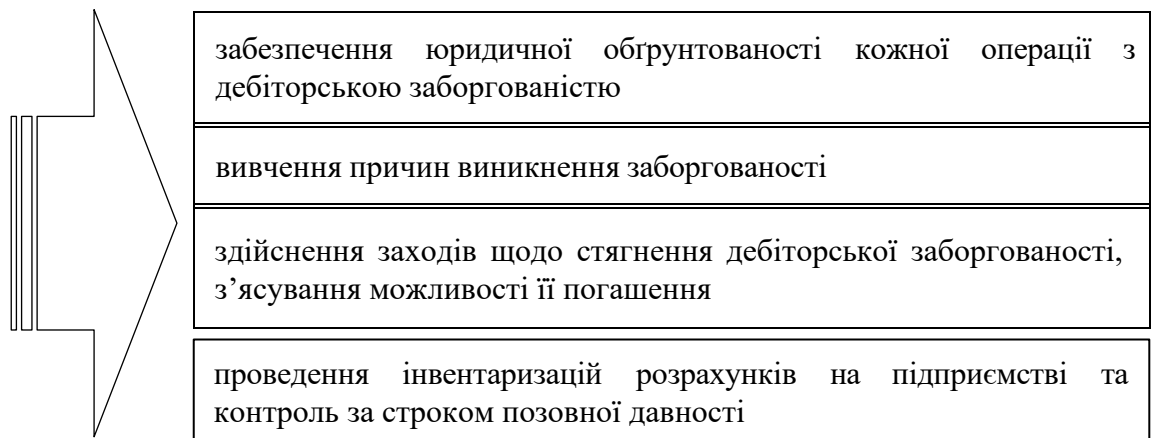 забезпечення юридичної обґрунтованості кожної операції з
дебіторською заборгованістю
вивчення причин виникнення заборгованості
здійснення заходів щодо стягнення дебіторської заборгованості,
з’ясування можливості її погашення
проведення інвентаризацій розрахунків на підприємстві та
контроль за строком позовної давності